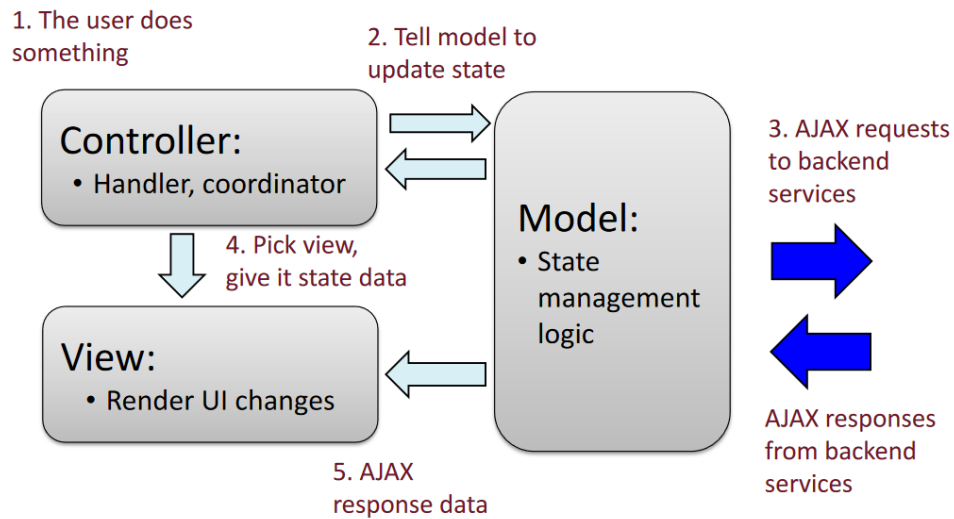 1. The user does
something
2. Tell model to
update state
Controller:
• Handler, coordinator
3. AJAX requests
to backend
services
Model:
• State
management
logic
4. Pick view,
give it state data
View:
• Render UI changes
AJAX responses
from backend
services
5. AJAX
response data